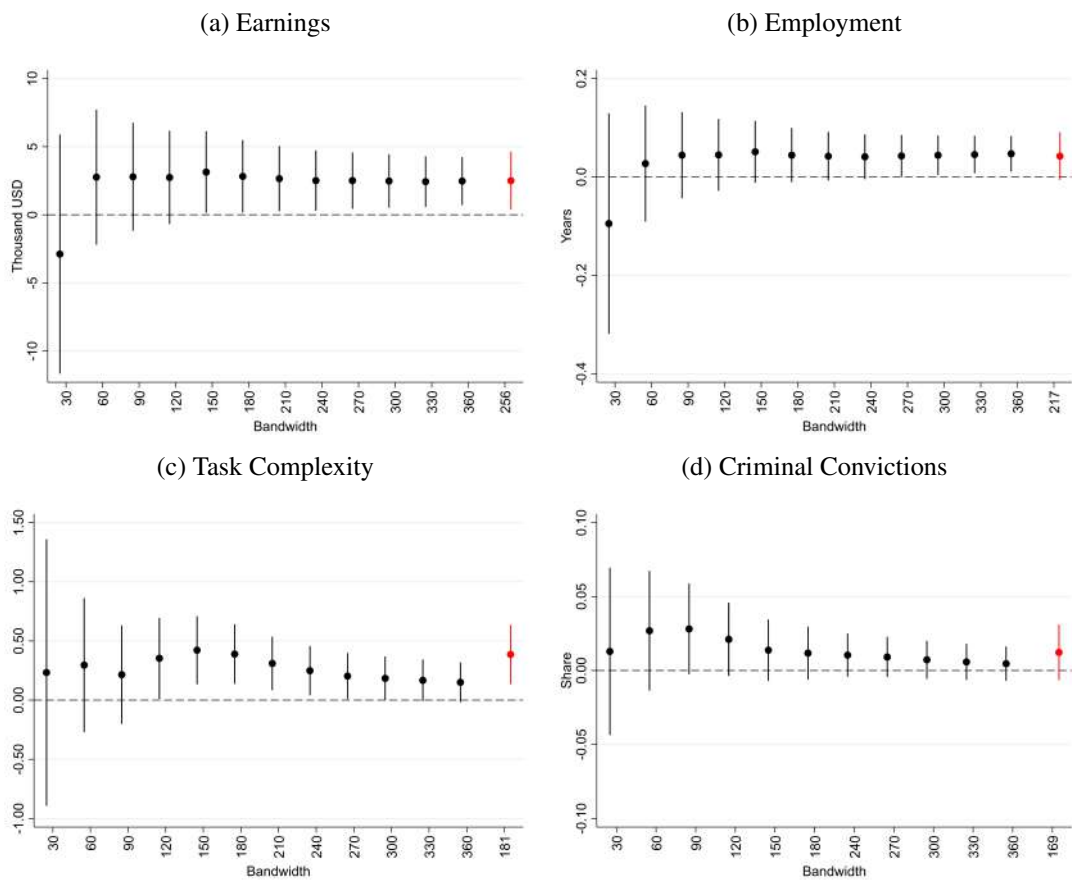 (a) Earnings
(b) Employment
10
5
0
-5
-10
Thousand USD
30 60 90 120 150 180 210 240 270 300 330 360 256
Bandwidth
0.2
0.0
-0.2
-0.4
Years
30 60 90 120 150 180 210 240 270 300 330 360 217
Bandwidth
(c) Task Complexity
(d) Criminal Convictions
1.50
1.00
0.50
0.00
-0.50
-1.00
30 60 90 120 150 180 210 240 270 300 330 360 181
Bandwidth
0.10
0.05
0.00
-0.05
-0.10
Share
30 60 90 120 150 180 210 240 270 300 330 360 169
Bandwidth